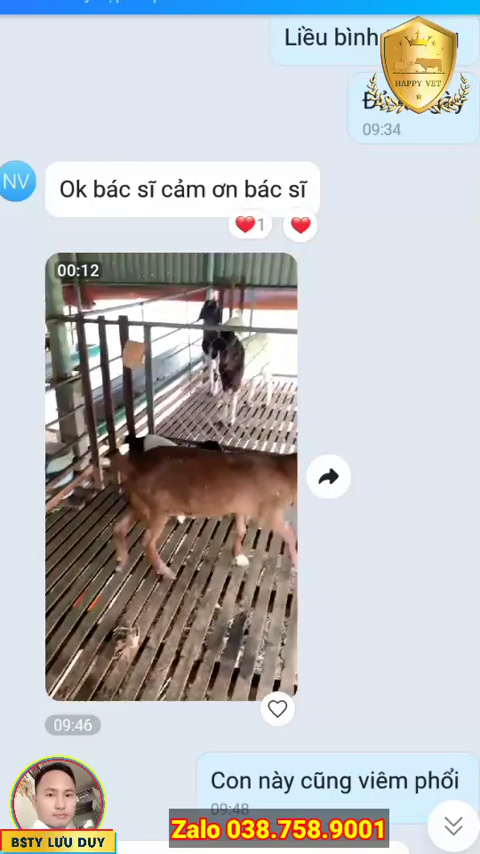 Liều bình
HAPPY VET
09:34
NV
Ok bác sĩ cảm ơn bác sĩ
1
00:12
09:46
Con này cũng viêm phổi
09:48
Zalo 038.758.9001
BSTY LƯU DUY